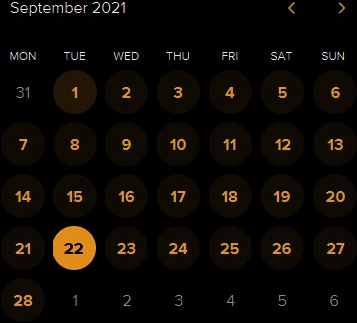 September 2021
MON TUE WED THU FRI SAT SUN
31 1 2 3 4 5 6
7 8 9 10 11 12 13
14 15 16 17 18 19 20
21 22 23 24 25 26 27
28 1 2 3 4 5 6